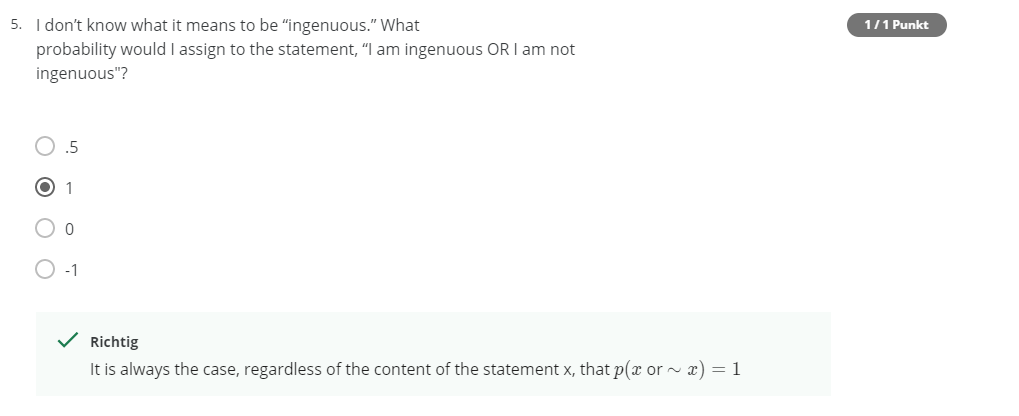 5. I don’t know what it means to be “ingenuous.” What
1 / 1 Punkt
probability would I assign to the statement, “I am ingenuous OR I am not
ingenuous"?
.5
1
0
-1
Richtig
It is always the case, regardless of the content of the statement x, that p(x or ∼ x) = 1